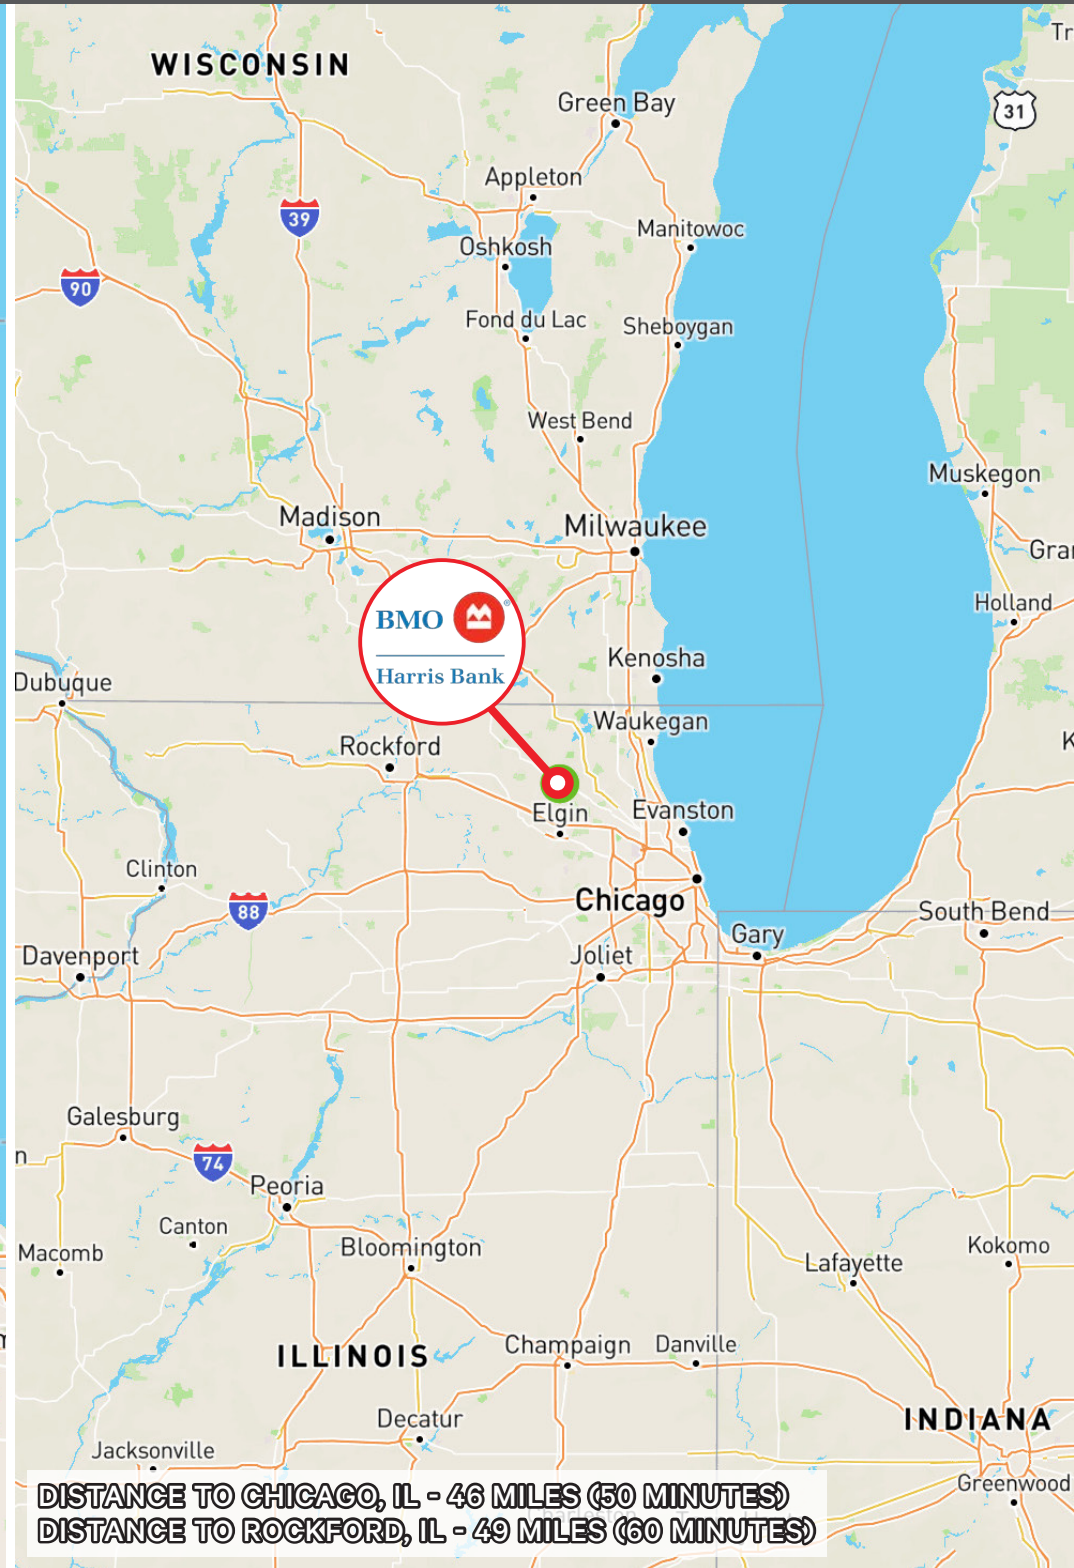 WISCONSIN
Tr
31
Green Bay
Appleton
39
Manitowoc
Oshkosh
90
Fond du Lac
Sheboygan
West Bend
Muskegon
Madison
Milwaukee
Gra
Holland
BMO
®
Harris Bank
Kenosha
Dubuque
Waukegan
K
Rockford
Elgin
Evanston
Clinton
Chicago
88
South Bend
Gary
Davenport
Joliet
Galesburg
n
74
Peoria
Canton
Bloomington
Macomb
Kokomo
Lafayette
Champaign
Danville
ILLINOIS
Decatur
INDIANA
Jacksonville
Greenwood
DISTANCE TO CHICAGO, IL - 46 MILES (50 MINUTES)
Charleston
DISTANCE TO ROCKFORD, IL - 49 MILES (60 MINUTES)